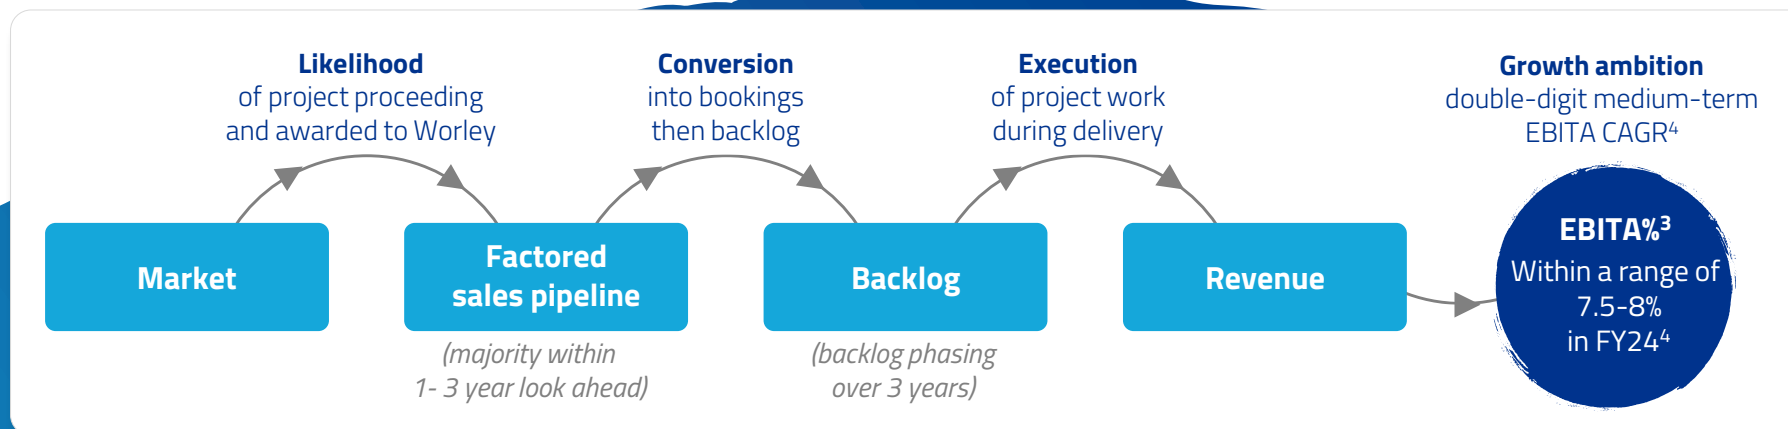 Likelihood
of project proceeding
and awarded to Worley
Conversion
into bookings
then backlog
Execution
of project work
during delivery
Growth ambition
double-digit medium-term
EBITA CAGR⁴
Market
Factored
sales pipeline
(majority within
1- 3 year look ahead)
Backlog
(backlog phasing
over 3 years)
Revenue
EBITA%³
Within a range of
7.5-8%
in FY24⁴